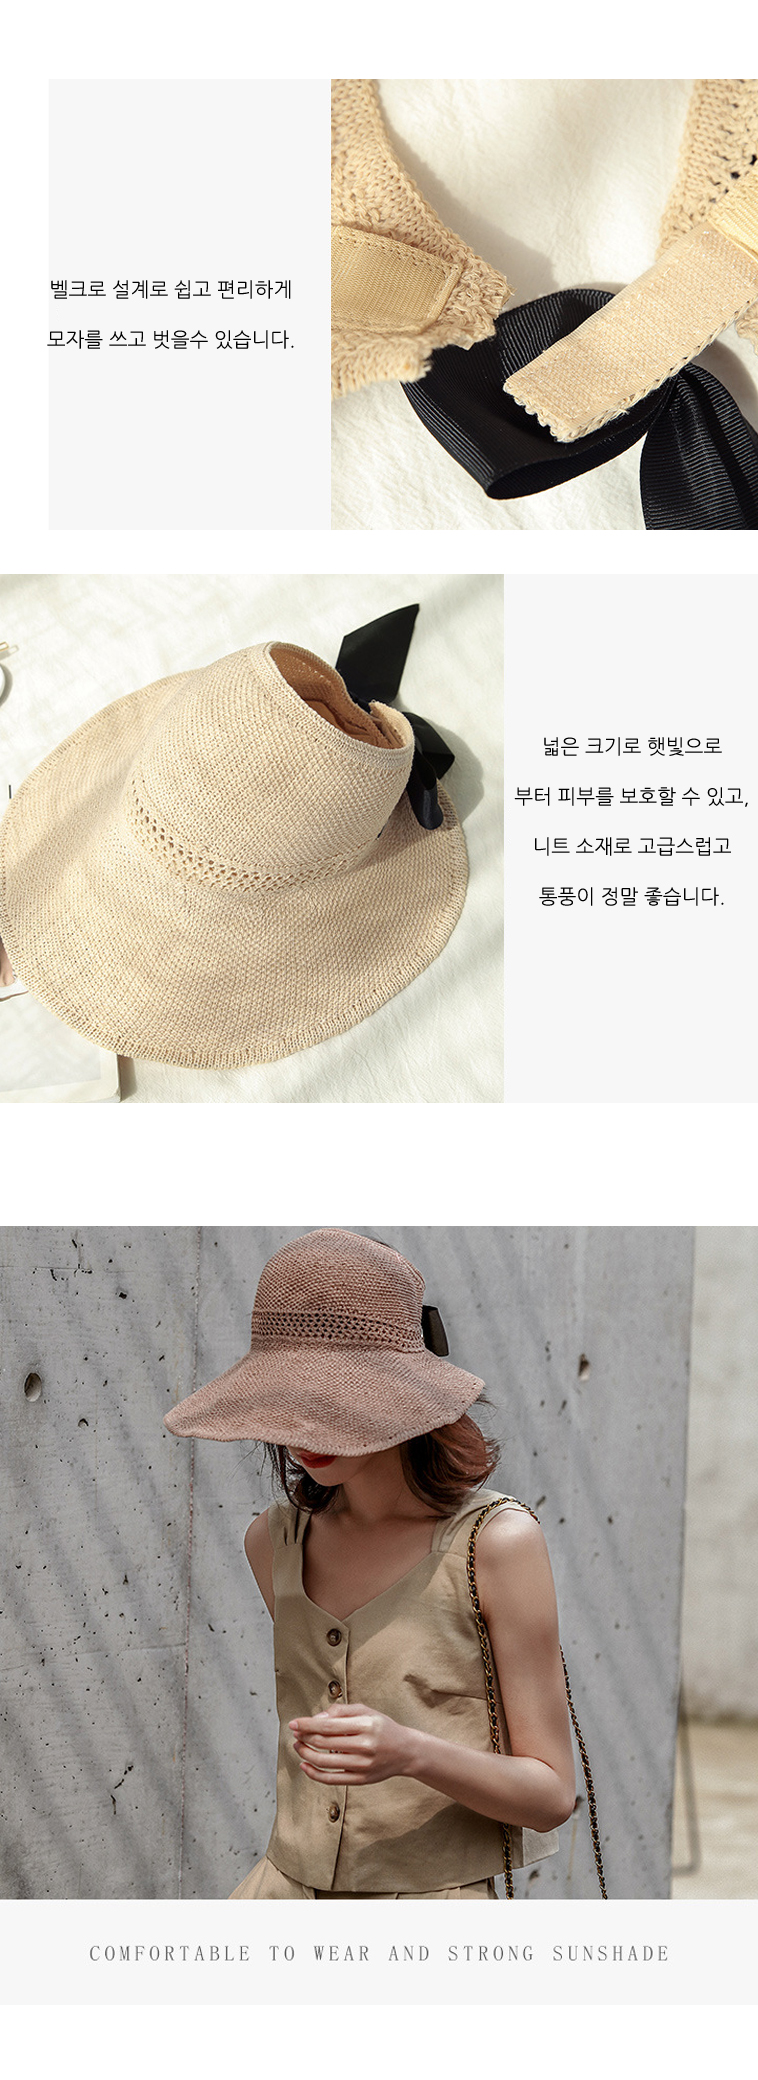 벨크로 설계로 쉽고 편리하게
모자를 쓰고 벗을수 있습니다.
넓은 크기로 햇빛으로
부터 피부를 보호할 수 있고,
니트 소재로 고급스럽고
통풍이 정말 좋습니다.
COMFORTABLE TO WEAR AND STRONG SUNSHADE